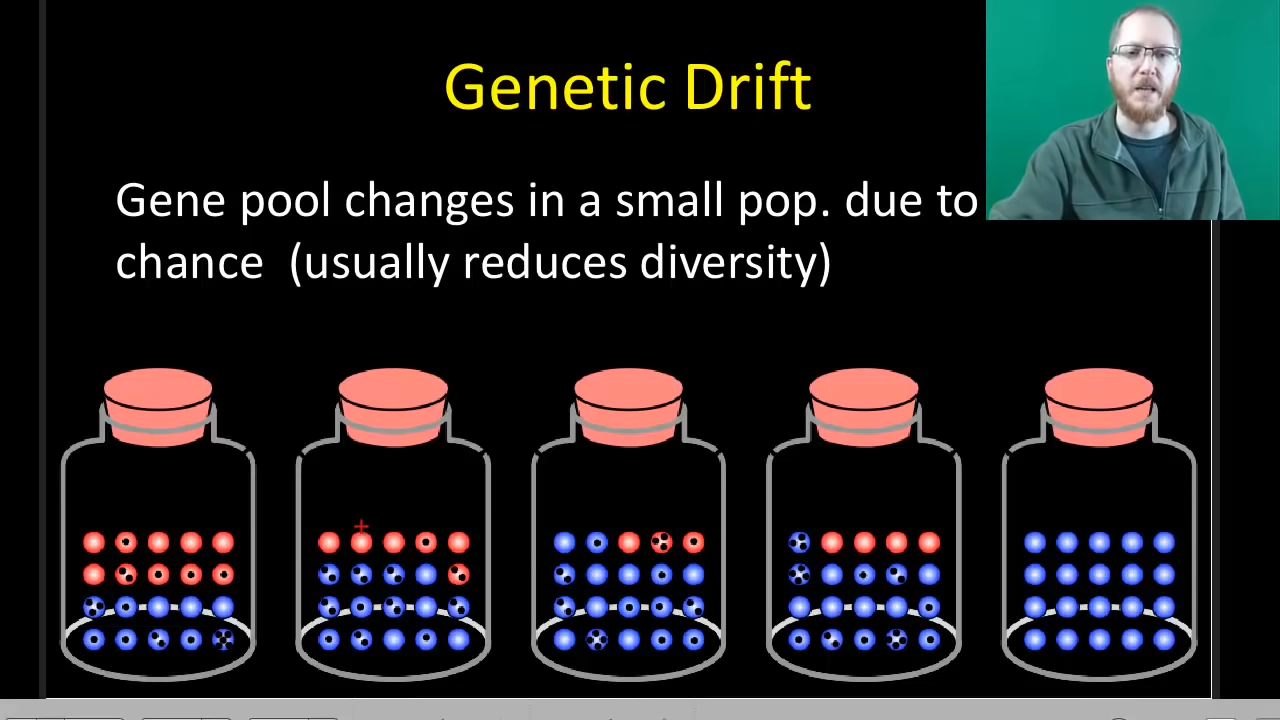 Genetic Drift
Gene pool changes in a small pop. due to
chance (usually reduces diversity)